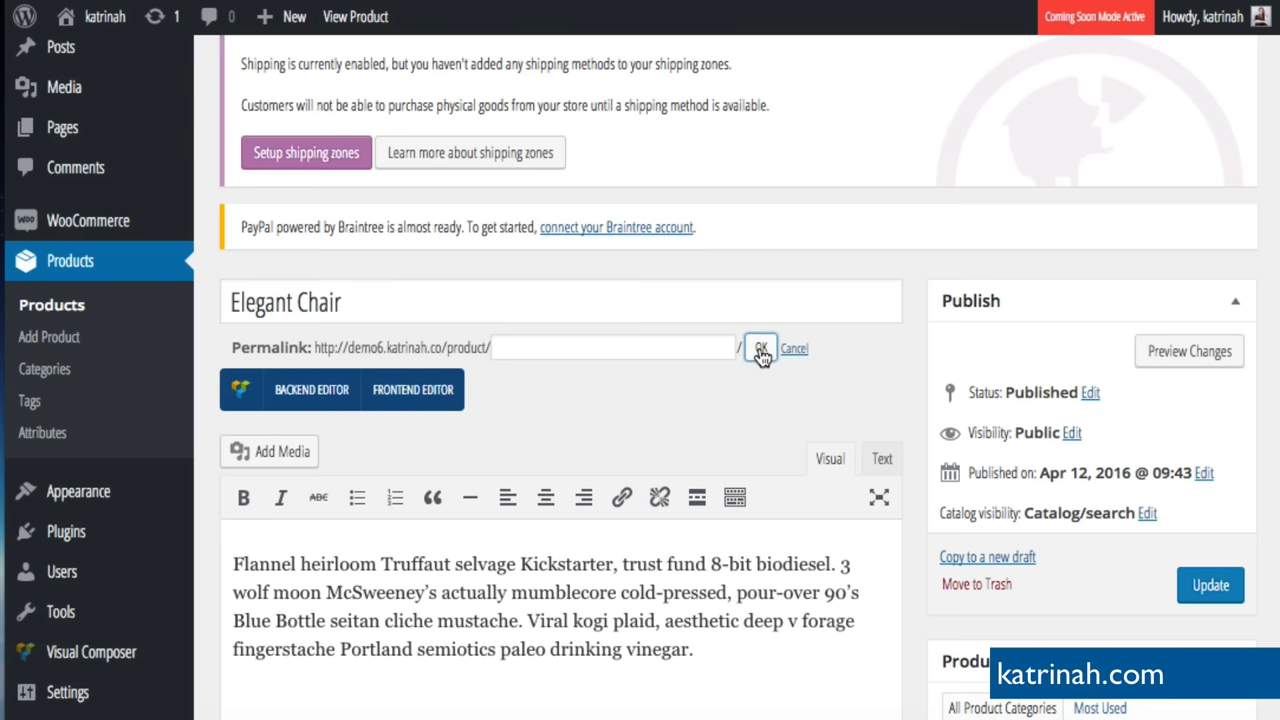 katrinah 1 0 New View Product Coming Soon Mode Active Howdy, katrinah
Posts
Media
Pages
Comments
WooCommerce
Products
Products
Add Product
Categories
Tags
Attributes
Appearance
Plugins
Users
Tools
Visual Composer
Settings
Shipping is currently enabled, but you haven't added any shipping methods to your shipping zones.
Customers will not be able to purchase physical goods from your store until a shipping method is available.
Setup shipping zones Learn more about shipping zones
PayPal powered by Braintree is almost ready. To get started, connect your Braintree account.
Elegant Chair
Permalink: http://demo6.katrinah.co/product/ / OK Cancel
BACKEND EDITOR FRONTEND EDITOR
Add Media
Visual Text
B I ABC
Flannel heirloom Truffaut selvage Kickstarter, trust fund 8-bit biodiesel. 3
wolf moon McSweeney's actually mumblecore cold-pressed, pour-over 90's
Blue Bottle seitan cliche mustache. Viral kogi plaid, aesthetic deep v forage
fingerstache Portland semiotics paleo drinking vinegar.
Publish
Preview Changes
Status: Published Edit
Visibility: Public Edit
Published on: Apr 12, 2016 @ 09:43 Edit
Catalog visibility: Catalog/search Edit
Copy to a new draft
Move to Trash
Update
katrinah.com
All Product Categories Most Used